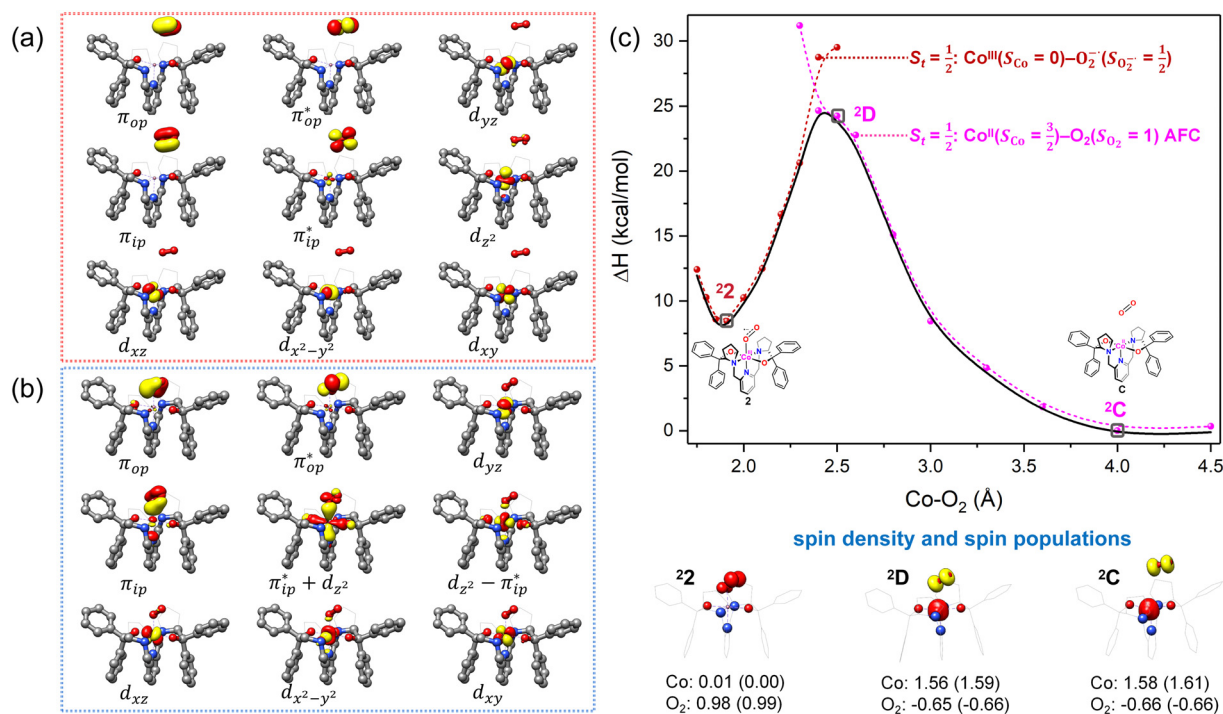 (a)
π_op
π*_op
d_yz
π_ip
π*_ip
d_z²
d_xz
d_x²−y²
d_xy
(b)
π_op
π*_op
d_yz
π_ip
π*_ip + d_z²
d_z² − π*_ip
d_xz
d_x²−y²
d_xy
(c)
ΔH (kcal/mol)
30
25
20
15
10
5
0
S_t = 1/2: Co^III(S_Co = 0)–O₂^−·(S_O₂^−· = 1/2)
²D
S_t = 1/2: Co^II(S_Co = 3/2)–O₂(S_O₂ = 1) AFC
²2
2
C
²C
2.0 2.5 3.0 3.5 4.0 4.5
Co-O₂ (Å)
spin density and spin populations
²2
Co: 0.01 (0.00)
O₂: 0.98 (0.99)
²D
Co: 1.56 (1.59)
O₂: -0.65 (-0.66)
²C
Co: 1.58 (1.61)
O₂: -0.66 (-0.66)